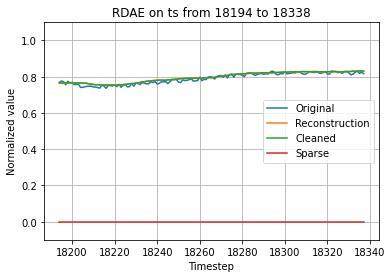 RDAE on ts from 18194 to 18338
Normalized value
1.0
0.8
0.6
0.4
0.2
0.0
Original
Reconstruction
Cleaned
Sparse
18200 18220 18240 18260 18280 18300 18320 18340
Timestep